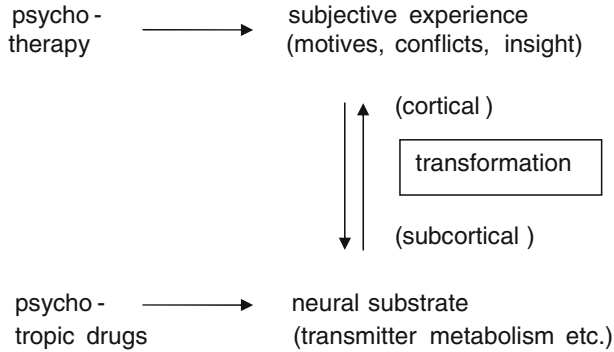 psycho - subjective experience
therapy (motives, conflicts, insight)
(cortical )
transformation
(subcortical )
psycho - neural substrate
tropic drugs (transmitter metabolism etc.)